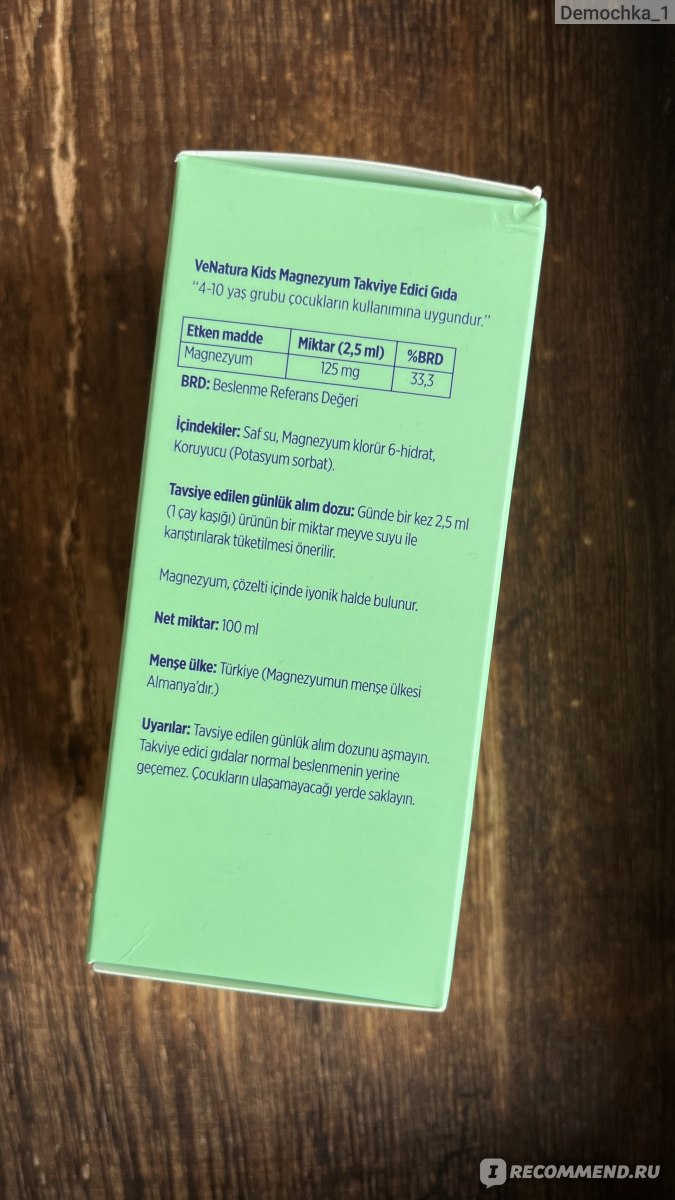 Demochka_1
VeNatura Kids Magnezyum Takviye Edici Gıda
“4-10 yaş grubu çocukların kullanımına uygundur.”
Etken madde Miktar (2,5 ml) %BRD
Magnezyum 125 mg 33,3
BRD: Beslenme Referans Değeri
İçindekiler: Saf su, Magnezyum klorür 6-hidrat,
Koruyucu (Potasyum sorbat).
Tavsiye edilen günlük alım dozu: Günde bir kez 2,5 ml
(1 çay kaşığı) ürünün bir miktar meyve suyu ile
karıştırılarak tüketilmesi önerilir.
Magnezyum, çözelti içinde iyonik halde bulunur.
Net miktar: 100 ml
Menşe ülke: Türkiye (Magnezyumun menşe ülkesi
Almanya’dır.)
Uyarılar: Tavsiye edilen günlük alım dozunu aşmayın.
Takviye edici gıdalar normal beslenmenin yerine
geçemez. Çocukların ulaşamayacağı yerde saklayın.
I RECOMMEND.RU